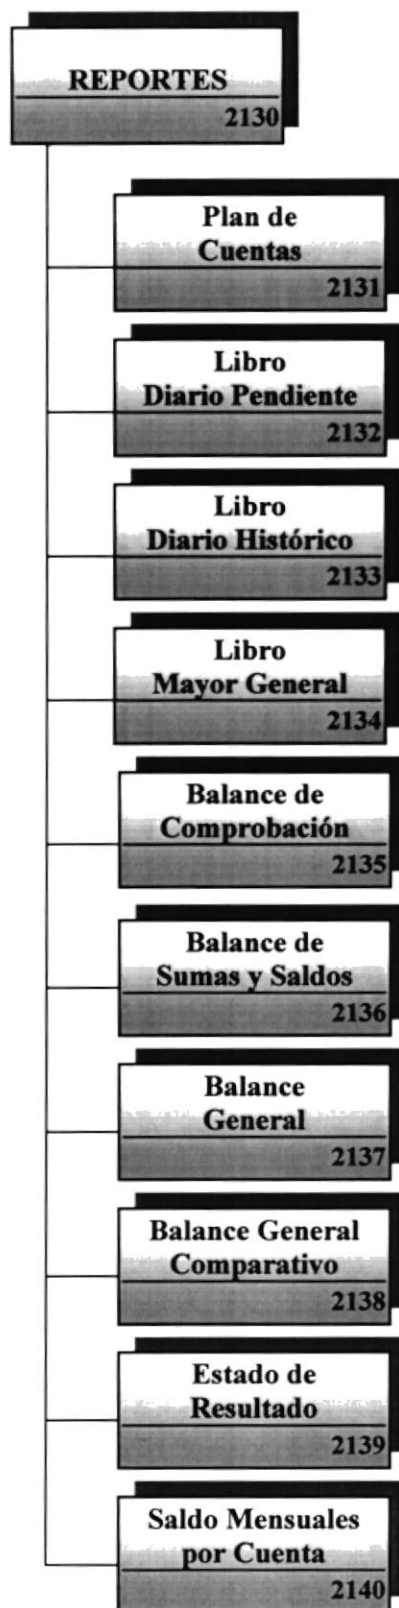 REPORTES
2130
Plan de
Cuentas
2131
Libro
Diario Pendiente
2132
Libro
Diario Histórico
2133
Libro
Mayor General
2134
Balance de
Comprobación
2135
Balance de
Sumas y Saldos
2136
Balance
General
2137
Balance General
Comparativo
2138
Estado de
Resultado
2139
Saldo Mensuales
por Cuenta
2140